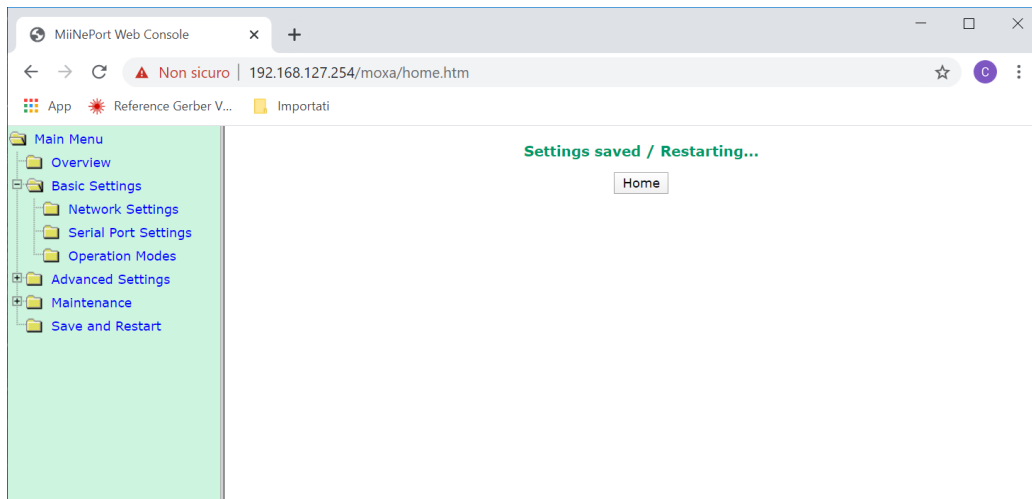 MiiNePort Web Console
Non sicuro | 192.168.127.254/moxa/home.htm
C
App Reference Gerber V... Importati
Main Menu
Overview
Basic Settings
Network Settings
Serial Port Settings
Operation Modes
Advanced Settings
Maintenance
Save and Restart
Settings saved / Restarting...
Home